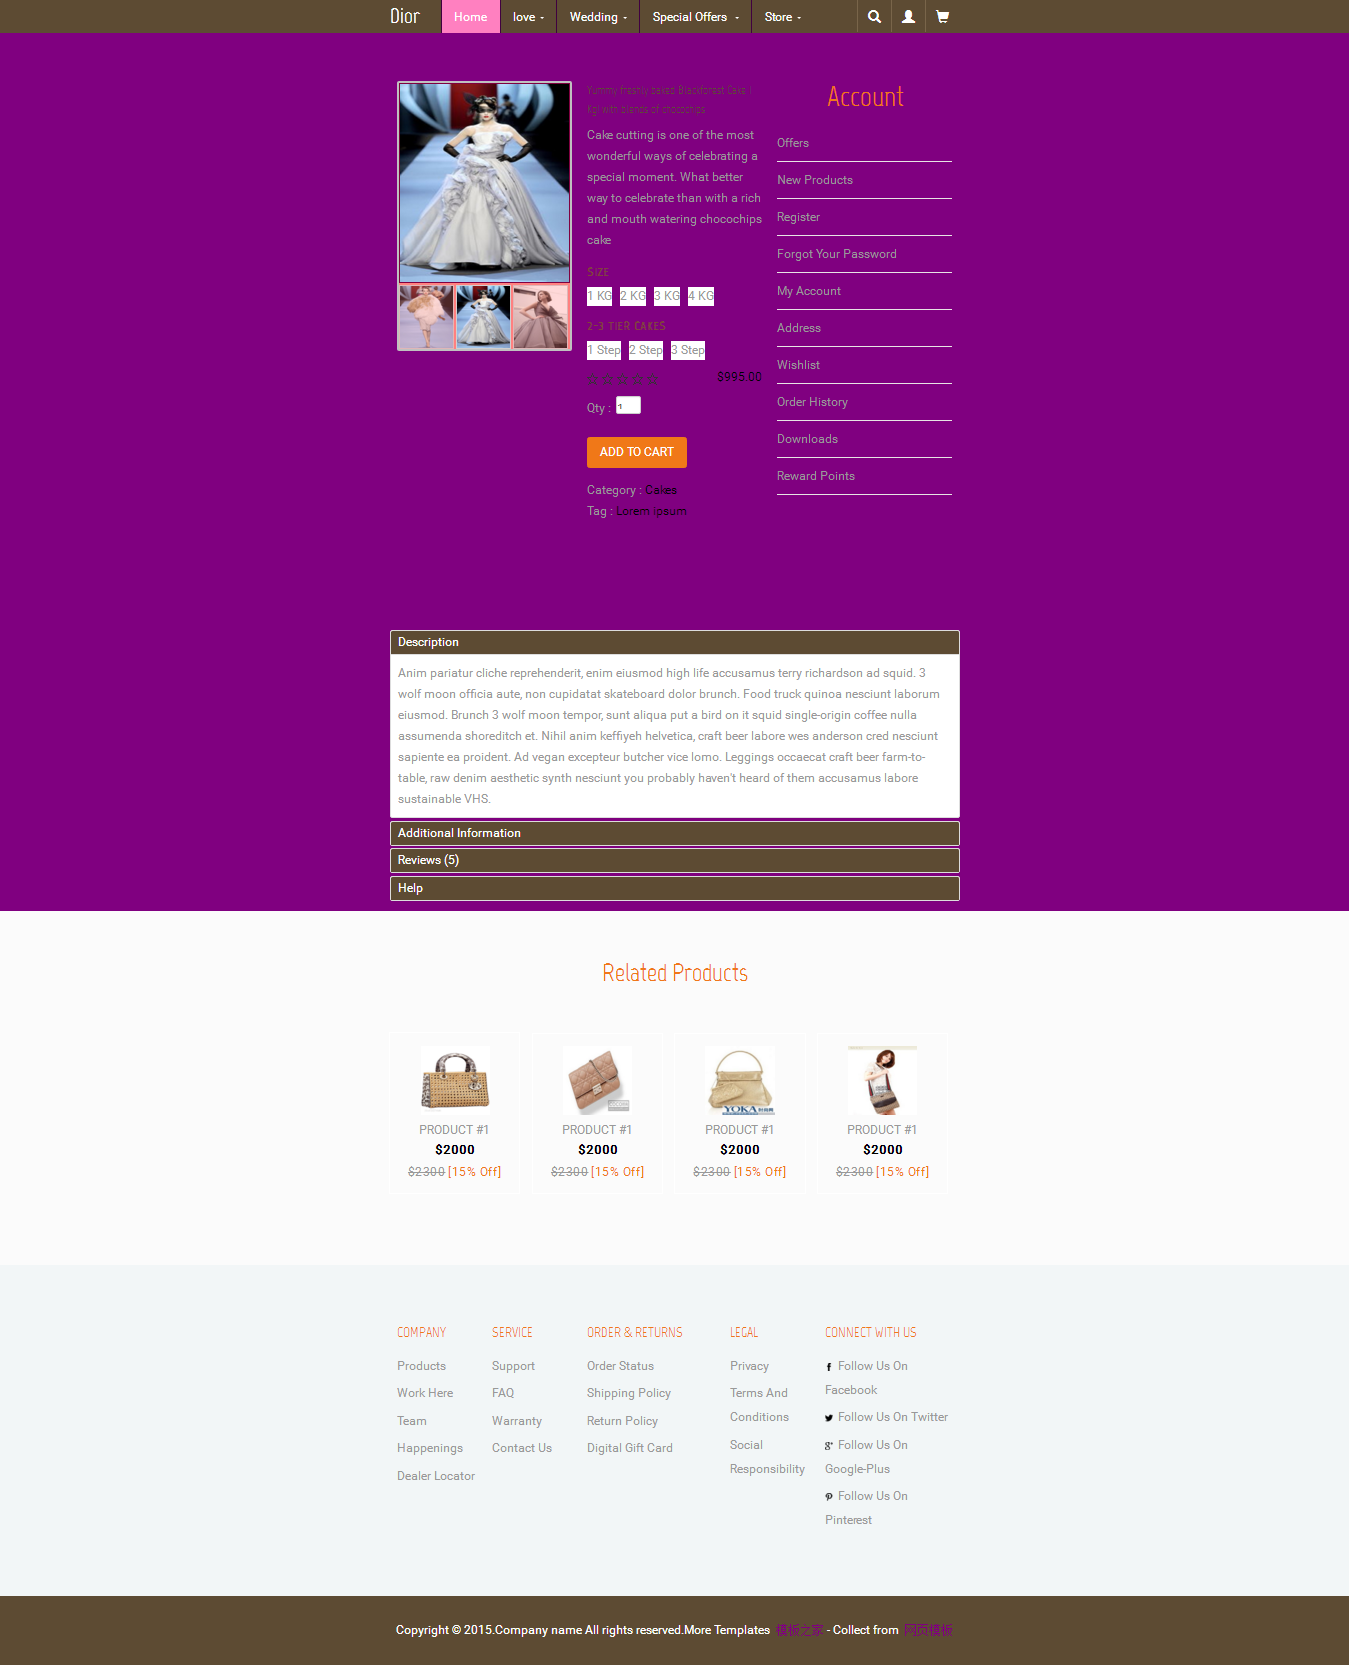 Dior Home love Wedding Special Offers Store
Yummy freshly baked Blackforest Cake 1
Kg! with blends of chocochips
Cake cutting is one of the most
wonderful ways of celebrating a
special moment. What better
way to celebrate than with a rich
and mouth watering chocochips
cake
SIZE
1 KG 2 KG 3 KG 4 KG
2-3 TIER CAKES
1 Step 2 Step 3 Step
$995.00
Qty : 1
ADD TO CART
Category : Cakes
Tag : Lorem ipsum
Account
Offers
New Products
Register
Forgot Your Password
My Account
Address
Wishlist
Order History
Downloads
Reward Points
Description
Anim pariatur cliche reprehenderit, enim eiusmod high life accusamus terry richardson ad squid. 3
wolf moon officia aute, non cupidatat skateboard dolor brunch. Food truck quinoa nesciunt laborum
eiusmod. Brunch 3 wolf moon tempor, sunt aliqua put a bird on it squid single-origin coffee nulla
assumenda shoreditch et. Nihil anim keffiyeh helvetica, craft beer labore wes anderson cred nesciunt
sapiente ea proident. Ad vegan excepteur butcher vice lomo. Leggings occaecat craft beer farm-to-
table, raw denim aesthetic synth nesciunt you probably haven't heard of them accusamus labore
sustainable VHS.
Additional Information
Reviews (5)
Help
Related Products
YOKA
PRODUCT #1 PRODUCT #1 PRODUCT #1 PRODUCT #1
$2000 $2000 $2000 $2000
$2300 [15% Off] $2300 [15% Off] $2300 [15% Off] $2300 [15% Off]
COMPANY
Products
Work Here
Team
Happenings
Dealer Locator
SERVICE
Support
FAQ
Warranty
Contact Us
ORDER & RETURNS
Order Status
Shipping Policy
Return Policy
Digital Gift Card
LEGAL
Privacy
Terms And
Conditions
Social
Responsibility
CONNECT WITH US
Follow Us On
Facebook
Follow Us On Twitter
Follow Us On
Google-Plus
Follow Us On
Pinterest
Copyright © 2015.Company name All rights reserved.More Templates 模板之家 - Collect from 网页模板